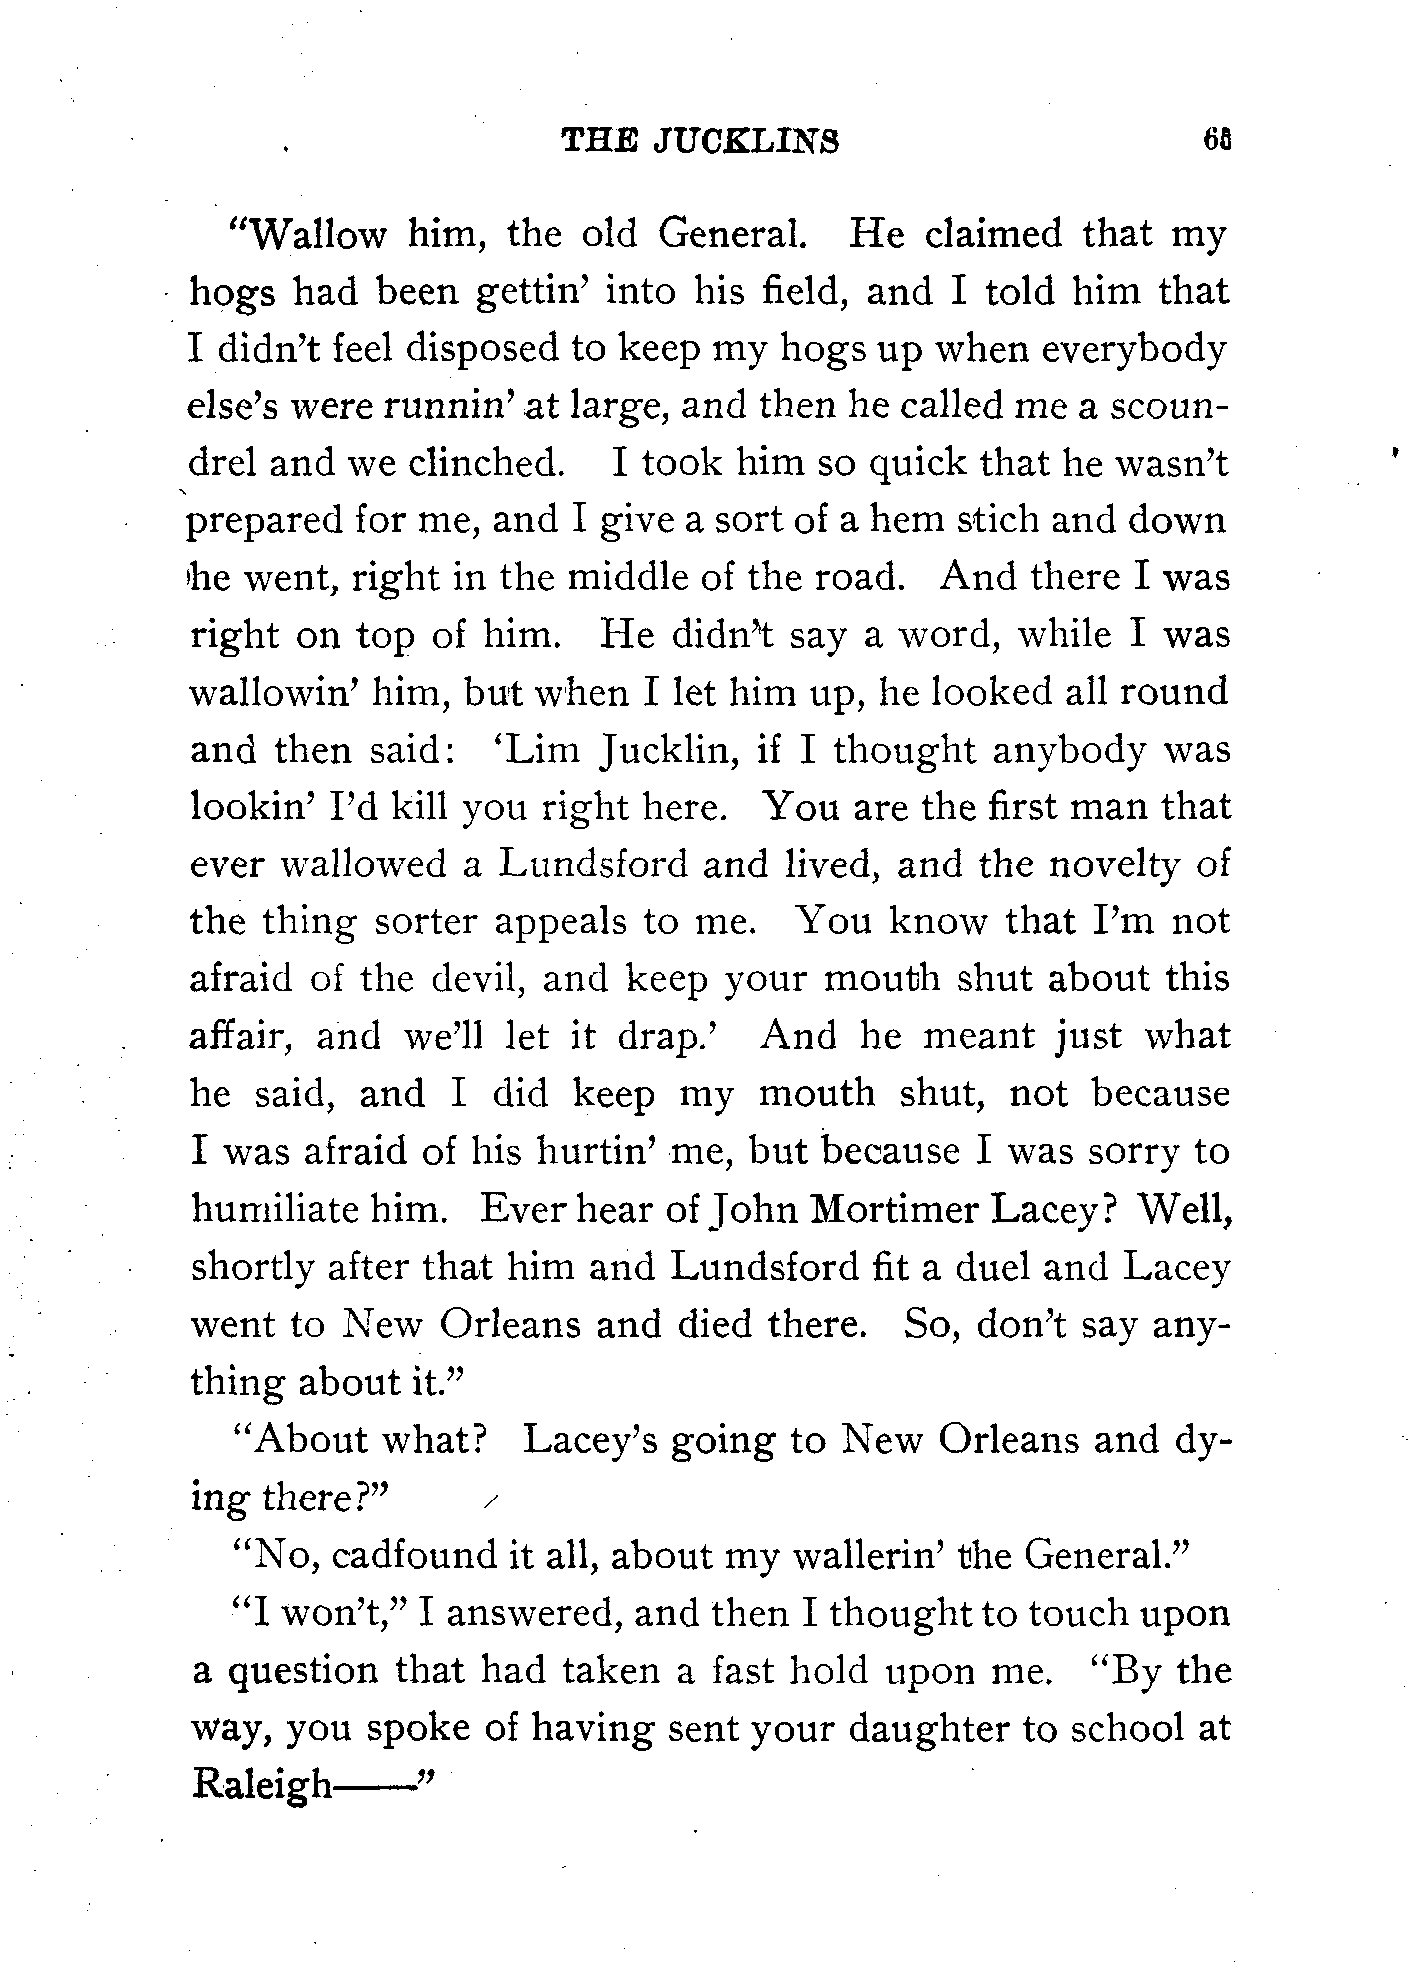 THE JUCKLINS 65
“Wallow him, the old General. He claimed that my
hogs had been gettin’ into his field, and I told him that
I didn’t feel disposed to keep my hogs up when everybody
else’s were runnin’ at large, and then he called me a scoun-
drel and we clinched. I took him so quick that he wasn’t
prepared for me, and I give a sort of a hem stich and down
he went, right in the middle of the road. And there I was
right on top of him. He didn’t say a word, while I was
wallowin’ him, but when I let him up, he looked all round
and then said: ‘Lim Jucklin, if I thought anybody was
lookin’ I’d kill you right here. You are the first man that
ever wallowed a Lundsford and lived, and the novelty of
the thing sorter appeals to me. You know that I’m not
afraid of the devil, and keep your mouth shut about this
affair, and we’ll let it drap.’ And he meant just what
he said, and I did keep my mouth shut, not because
I was afraid of his hurtin’ me, but because I was sorry to
humiliate him. Ever hear of John Mortimer Lacey? Well,
shortly after that him and Lundsford fit a duel and Lacey
went to New Orleans and died there. So, don’t say any-
thing about it.”
“About what? Lacey’s going to New Orleans and dy-
ing there?”
“No, cadfound it all, about my wallerin’ the General.”
“I won’t,” I answered, and then I thought to touch upon
a question that had taken a fast hold upon me. “By the
way, you spoke of having sent your daughter to school at
Raleigh——”